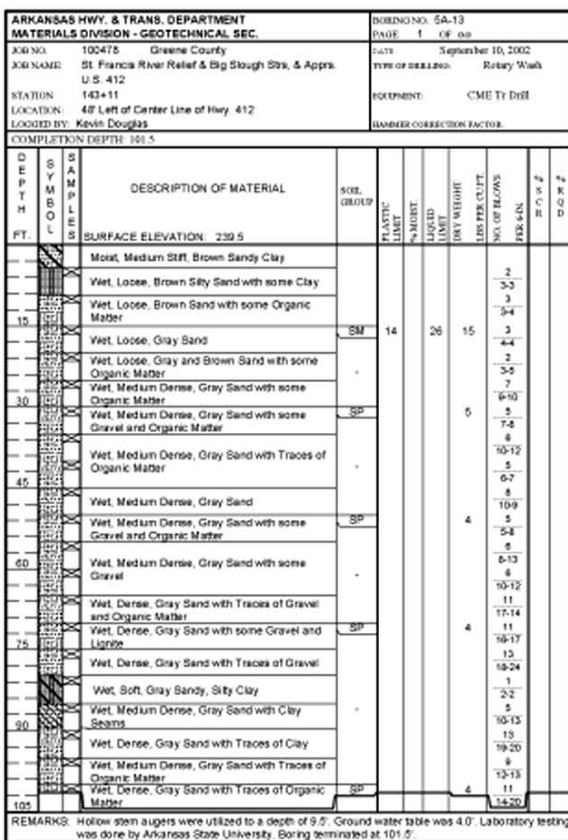 ARKANSAS HWY. & TRANS. DEPARTMENT
MATERIALS DIVISION - GEOTECHNICAL SEC.
BORING NO. 5A-13
PAGE 1 OF
JOB NO. 100478 Greene County
DATE September 10, 2002
JOB NAME: St. Francis River Relief & Big Slough Strs, & Apprs.
TYPE OF DRILLING: Rotary Wash
U.S. 412
STATION 143+11
EQUIPMENT: CME Tr Drill
LOCATION: 48' Left of Center Line of Hwy. 412
LOGGED BY: Kevin Douglas
HAMMER CORRECTION FACTOR:
COMPLETION DEPTH: 101.5
DEPTH FT.
SYMBOL
SAMPLES
DESCRIPTION OF MATERIAL
SURFACE ELEVATION: 239.5
SOIL GROUP
PLASTIC LIMIT
% MOIST.
LIQUID LIMIT
DRY WEIGHT LBS PER CU.FT.
NO. OF BLOWS PER 6-IN.
% S C R
% R Q D
Moist, Medium Stiff, Brown Sandy Clay
2
Wet, Loose, Brown Silty Sand with some Clay
3-3
3
Wet, Loose, Brown Sand with some Organic
3-4
15 Matter
SM 14 26 15 3
Wet, Loose, Gray Sand
4-4
2
Wet, Loose, Gray and Brown Sand with some
Organic Matter
7
Wet, Medium Dense, Gray Sand with some
9-10
30 Organic Matter
SP 5 5
Wet, Medium Dense, Gray Sand with some
7-8
Gravel and Organic Matter
10-12
Wet, Medium Dense, Gray Sand with Traces of
5
Organic Matter
6-7
45
8
Wet, Medium Dense, Gray Sand
10-9
SP 4 5
Wet, Medium Dense, Gray Sand with some
Gravel and Organic Matter
60
Wet, Medium Dense, Gray Sand with some
8-13
Gravel
10-12
11
Wet, Dense, Gray Sand with Traces of Gravel
17-14
and Organic Matter
SP 4 11
Wet, Dense, Gray Sand with some Gravel and
16-17
75 Lignite
13
Wet, Dense, Gray Sand with Traces of Gravel
18-24
1
Wet, Soft, Gray Sandy, Silty Clay
2-2
5
Wet, Medium Dense, Gray Sand with Clay
10-13
90 Seams
13
Wet, Dense, Gray Sand with Traces of Clay
19-20
9
Wet, Medium Dense, Gray Sand with Traces of
12-13
Organic Matter
SP 4 11
Wet, Dense, Gray Sand with Traces of Organic
14-20
105 Matter
REMARKS: Hollow stem augers were utilized to a depth of 9.5'. Ground water table was 4.0'. Laboratory testing
was done by Arkansas State University. Boring terminated at 101.5'.